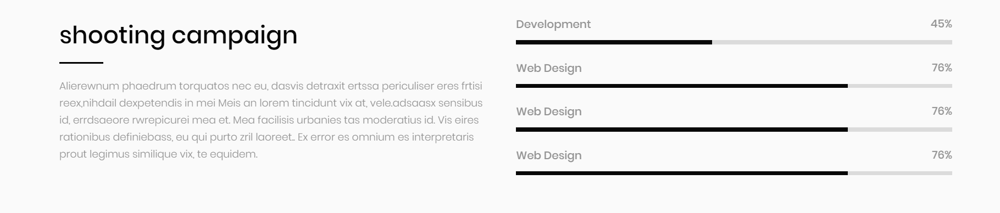 shooting campaign
Alierewnum phaedrum torquatos nec eu, dasvis detraxit ertssa periculiser eres frtisi
reex,nihdail dexpetendis in mei Meis an lorem tincidunt vix at, vele.adsaasx sensibus
id, errdsaeore rwrepicurei mea et. Mea facilisis urbanies tas moderatius id. Vis eires
rationibus definiebass, eu qui purto zril laoreet.. Ex error es omnium es interpretaris
prout legimus similique vix, te equidem.
Development 45%
Web Design 76%
Web Design 76%
Web Design 76%